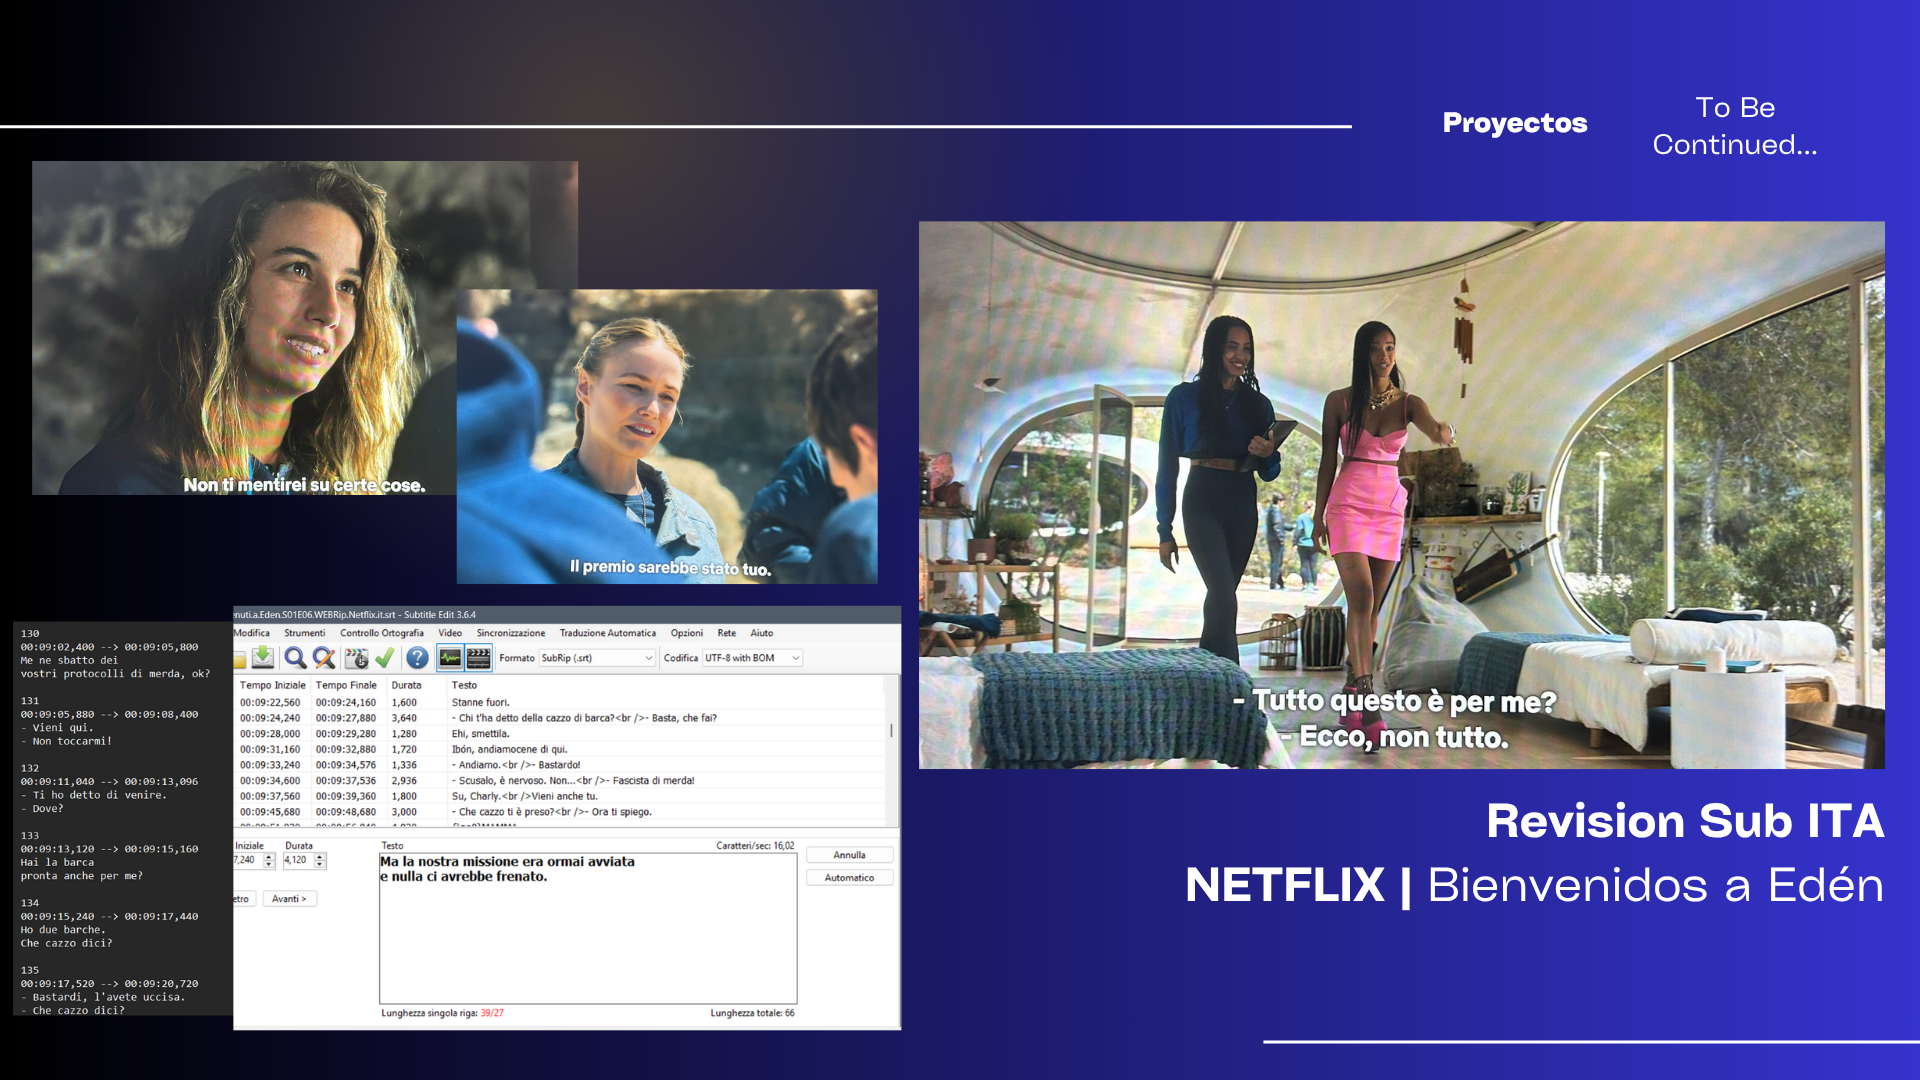 Proyectos
To Be
Continued...
Non ti mentirei su certe cose.
Il premio sarebbe stato tuo.
- Tutto questo è per me?
- Ecco, non tutto.
130
00:09:02,400 --> 00:09:05,800
Me ne sbatto dei
vostri protocolli di merda, ok?
131
00:09:05,880 --> 00:09:08,400
- Vieni qui.
- Non toccarmi!
132
00:09:11,040 --> 00:09:13,096
- Ti ho detto di venire.
- Dove?
133
00:09:13,120 --> 00:09:15,160
Hai la barca
pronta anche per me?
134
00:09:15,240 --> 00:09:17,440
Ho due barche.
Che cazzo dici?
135
00:09:17,520 --> 00:09:20,720
- Bastardi, l'avete uccisa.
- Che cazzo dici?
enuti.a.Eden.S01E06.WEBRip.Netflix.it.srt - Subtitle Edit 3.6.4
Modifica Strumenti Controllo Ortografia Video Sincronizzazione Traduzione Automatica Opzioni Rete Aiuto
Formato SubRip (.srt) Codifica UTF-8 with BOM
Tempo Iniziale Tempo Finale Durata Testo
00:09:22,560 00:09:24,160 1,600 Stanne fuori.
00:09:24,240 00:09:27,880 3,640 - Chi t'ha detto della cazzo di barca?<br />- Basta, che fai?
00:09:28,000 00:09:29,280 1,280 Ehi, smettila.
00:09:31,160 00:09:32,880 1,720 Ibón, andiamocene di qui.
00:09:33,240 00:09:34,576 1,336 - Andiamo.<br />- Bastardo!
00:09:34,600 00:09:37,536 2,936 - Scusalo, è nervoso. Non...<br />- Fascista di merda!
00:09:37,560 00:09:39,360 1,800 Su, Charly.<br />Vieni anche tu.
00:09:45,680 00:09:48,680 3,000 - Che cazzo ti è preso?<br />- Ora ti spiego.
Iniziale Durata Testo Caratteri/sec: 16,02
7,240 4,120
Ma la nostra missione era ormai avviata
e nulla ci avrebbe frenato.
Annulla
Automatico
etro Avanti >
Lunghezza singola riga: 39/27 Lunghezza totale: 66
Revision Sub ITA
NETFLIX | Bienvenidos a Edén